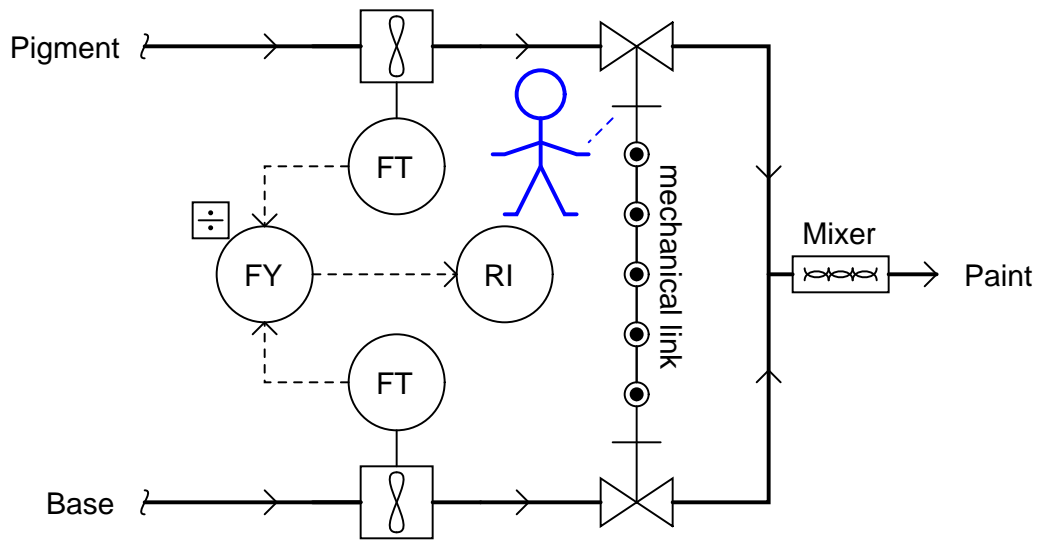 Pigment
FT
mechanical link
÷
FY
RI
Mixer
Paint
FT
Base